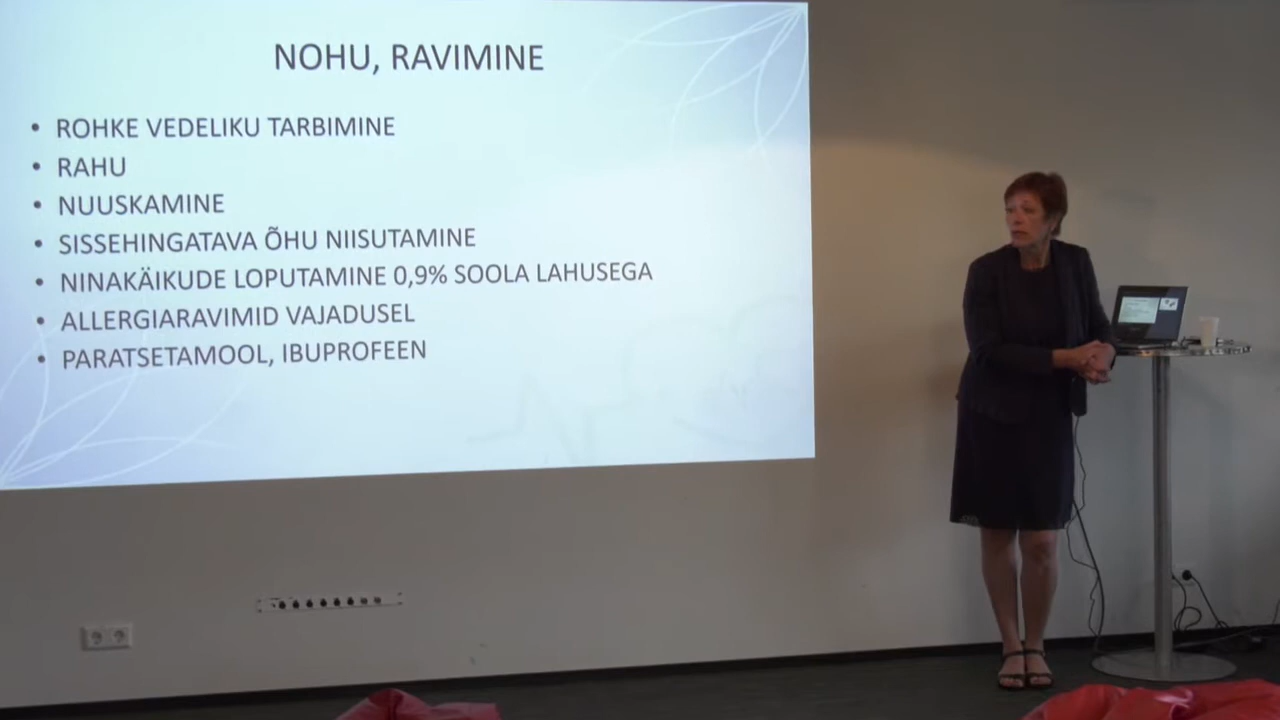 NOHU, RAVIMINE
• ROHKE VEDELIKU TARBIMINE
• RAHU
• NUUSKAMINE
• SISSEHINGATAVA ÕHU NIISUTAMINE
• NINAKÄIKUDE LOPUTAMINE 0,9% SOOLA LAHUSEGA
• ALLERGIARAVIMID VAJADUSEL
• PARATSETAMOOL, IBUPROFEEN